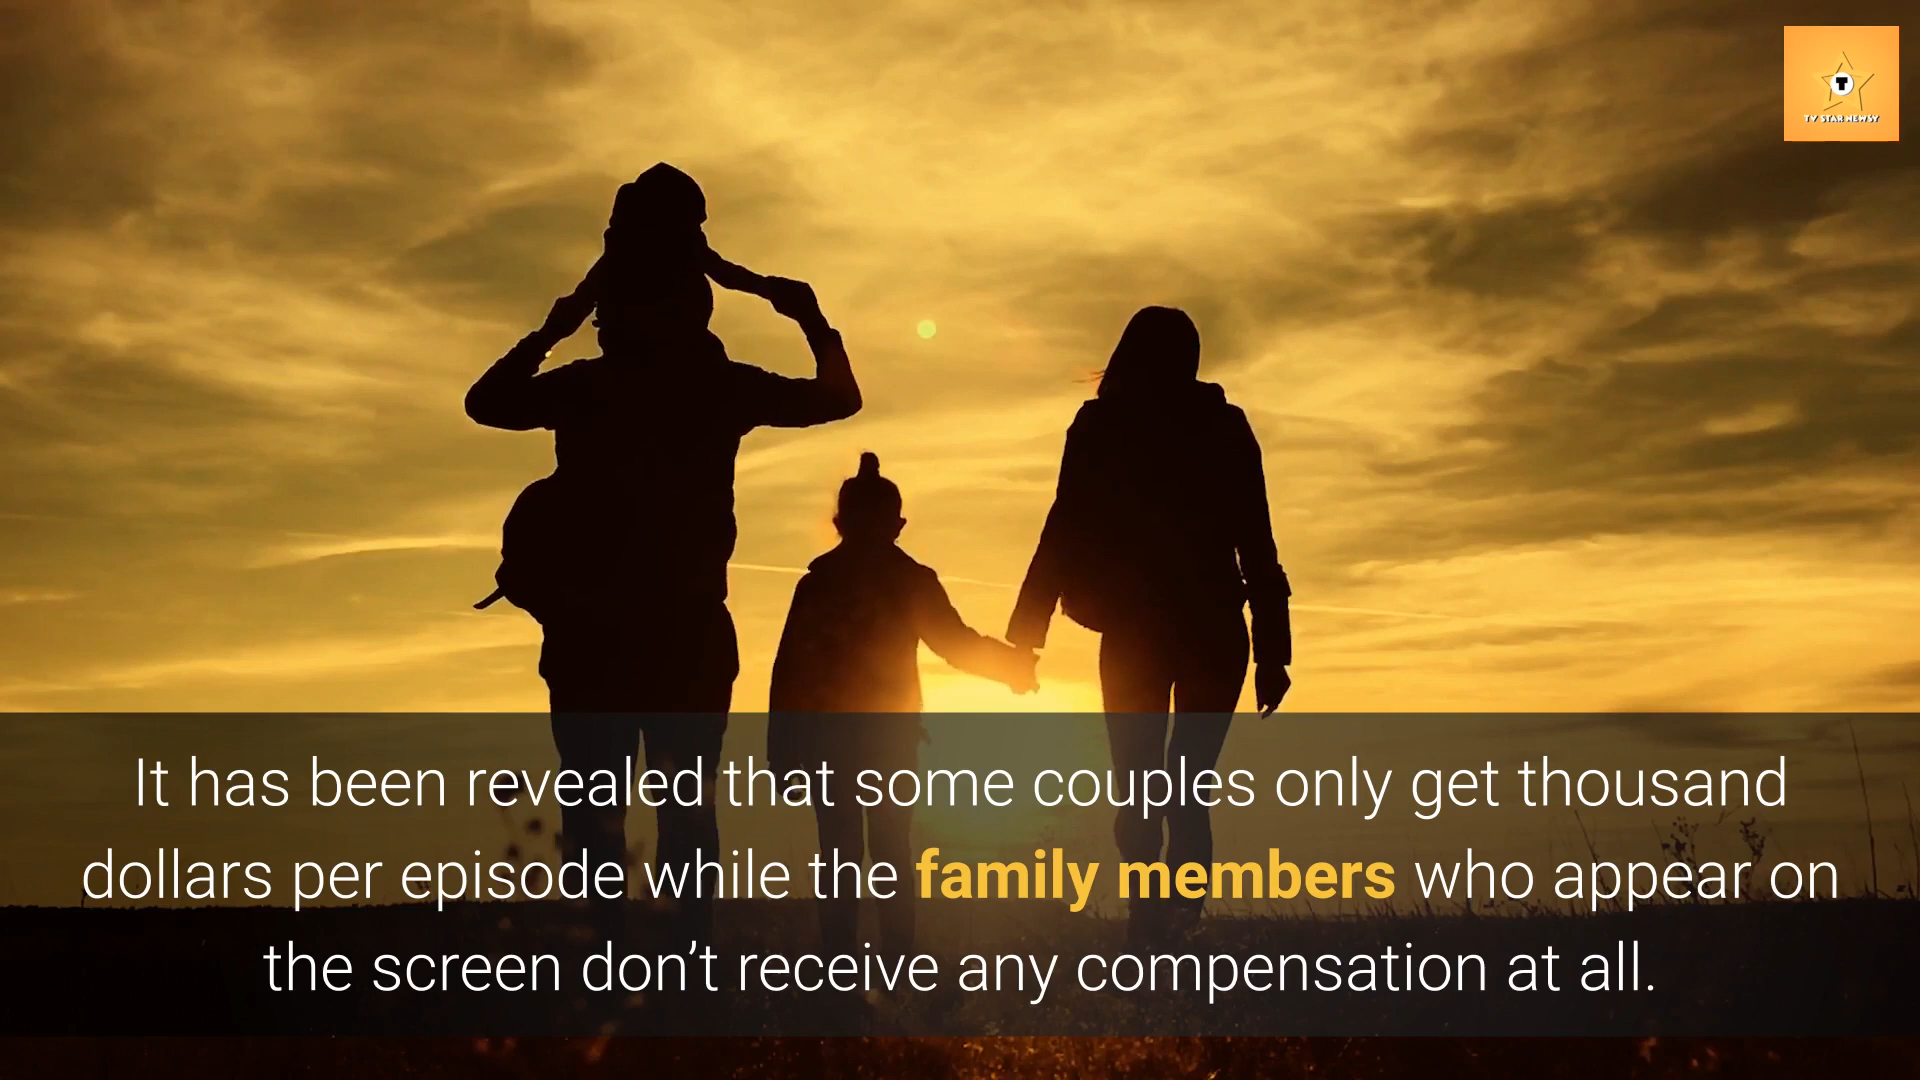 T
TV STAR NEWSY
It has been revealed that some couples only get thousand
dollars per episode while the family members who appear on
the screen don’t receive any compensation at all.